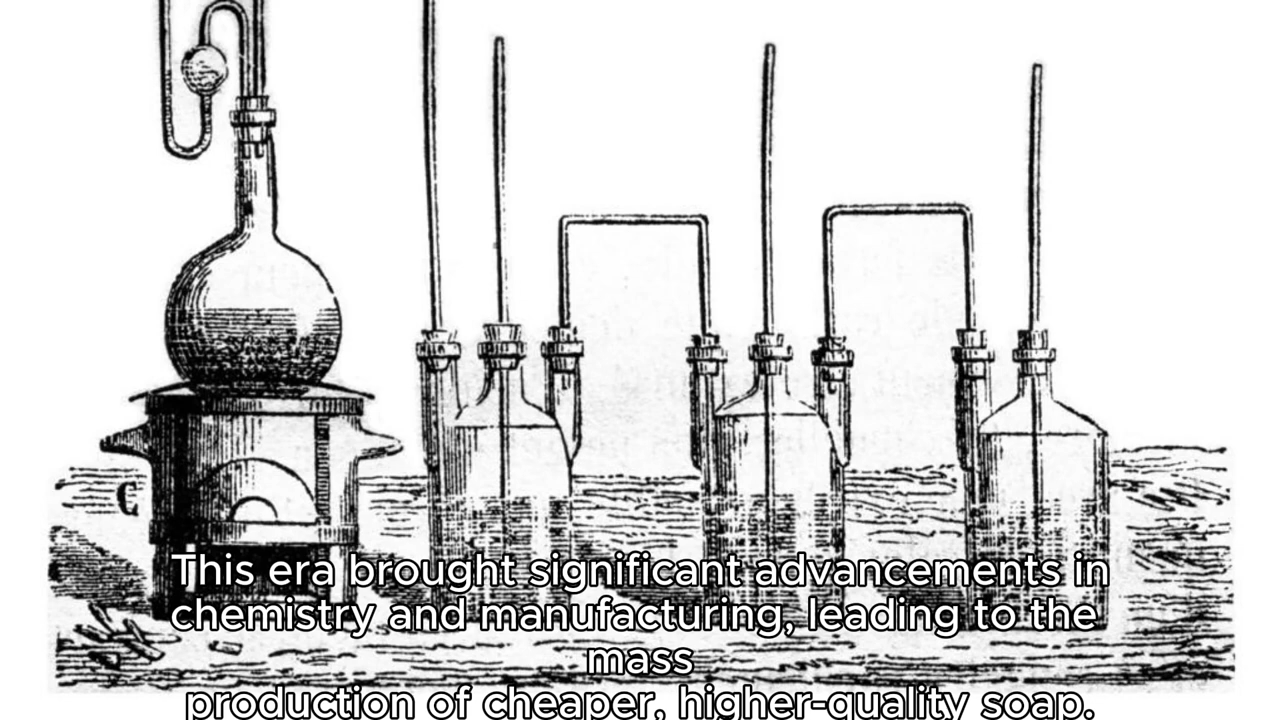 C
This era brought significant advancements in
chemistry and manufacturing, leading to the
mass
production of cheaper, higher-quality soap.